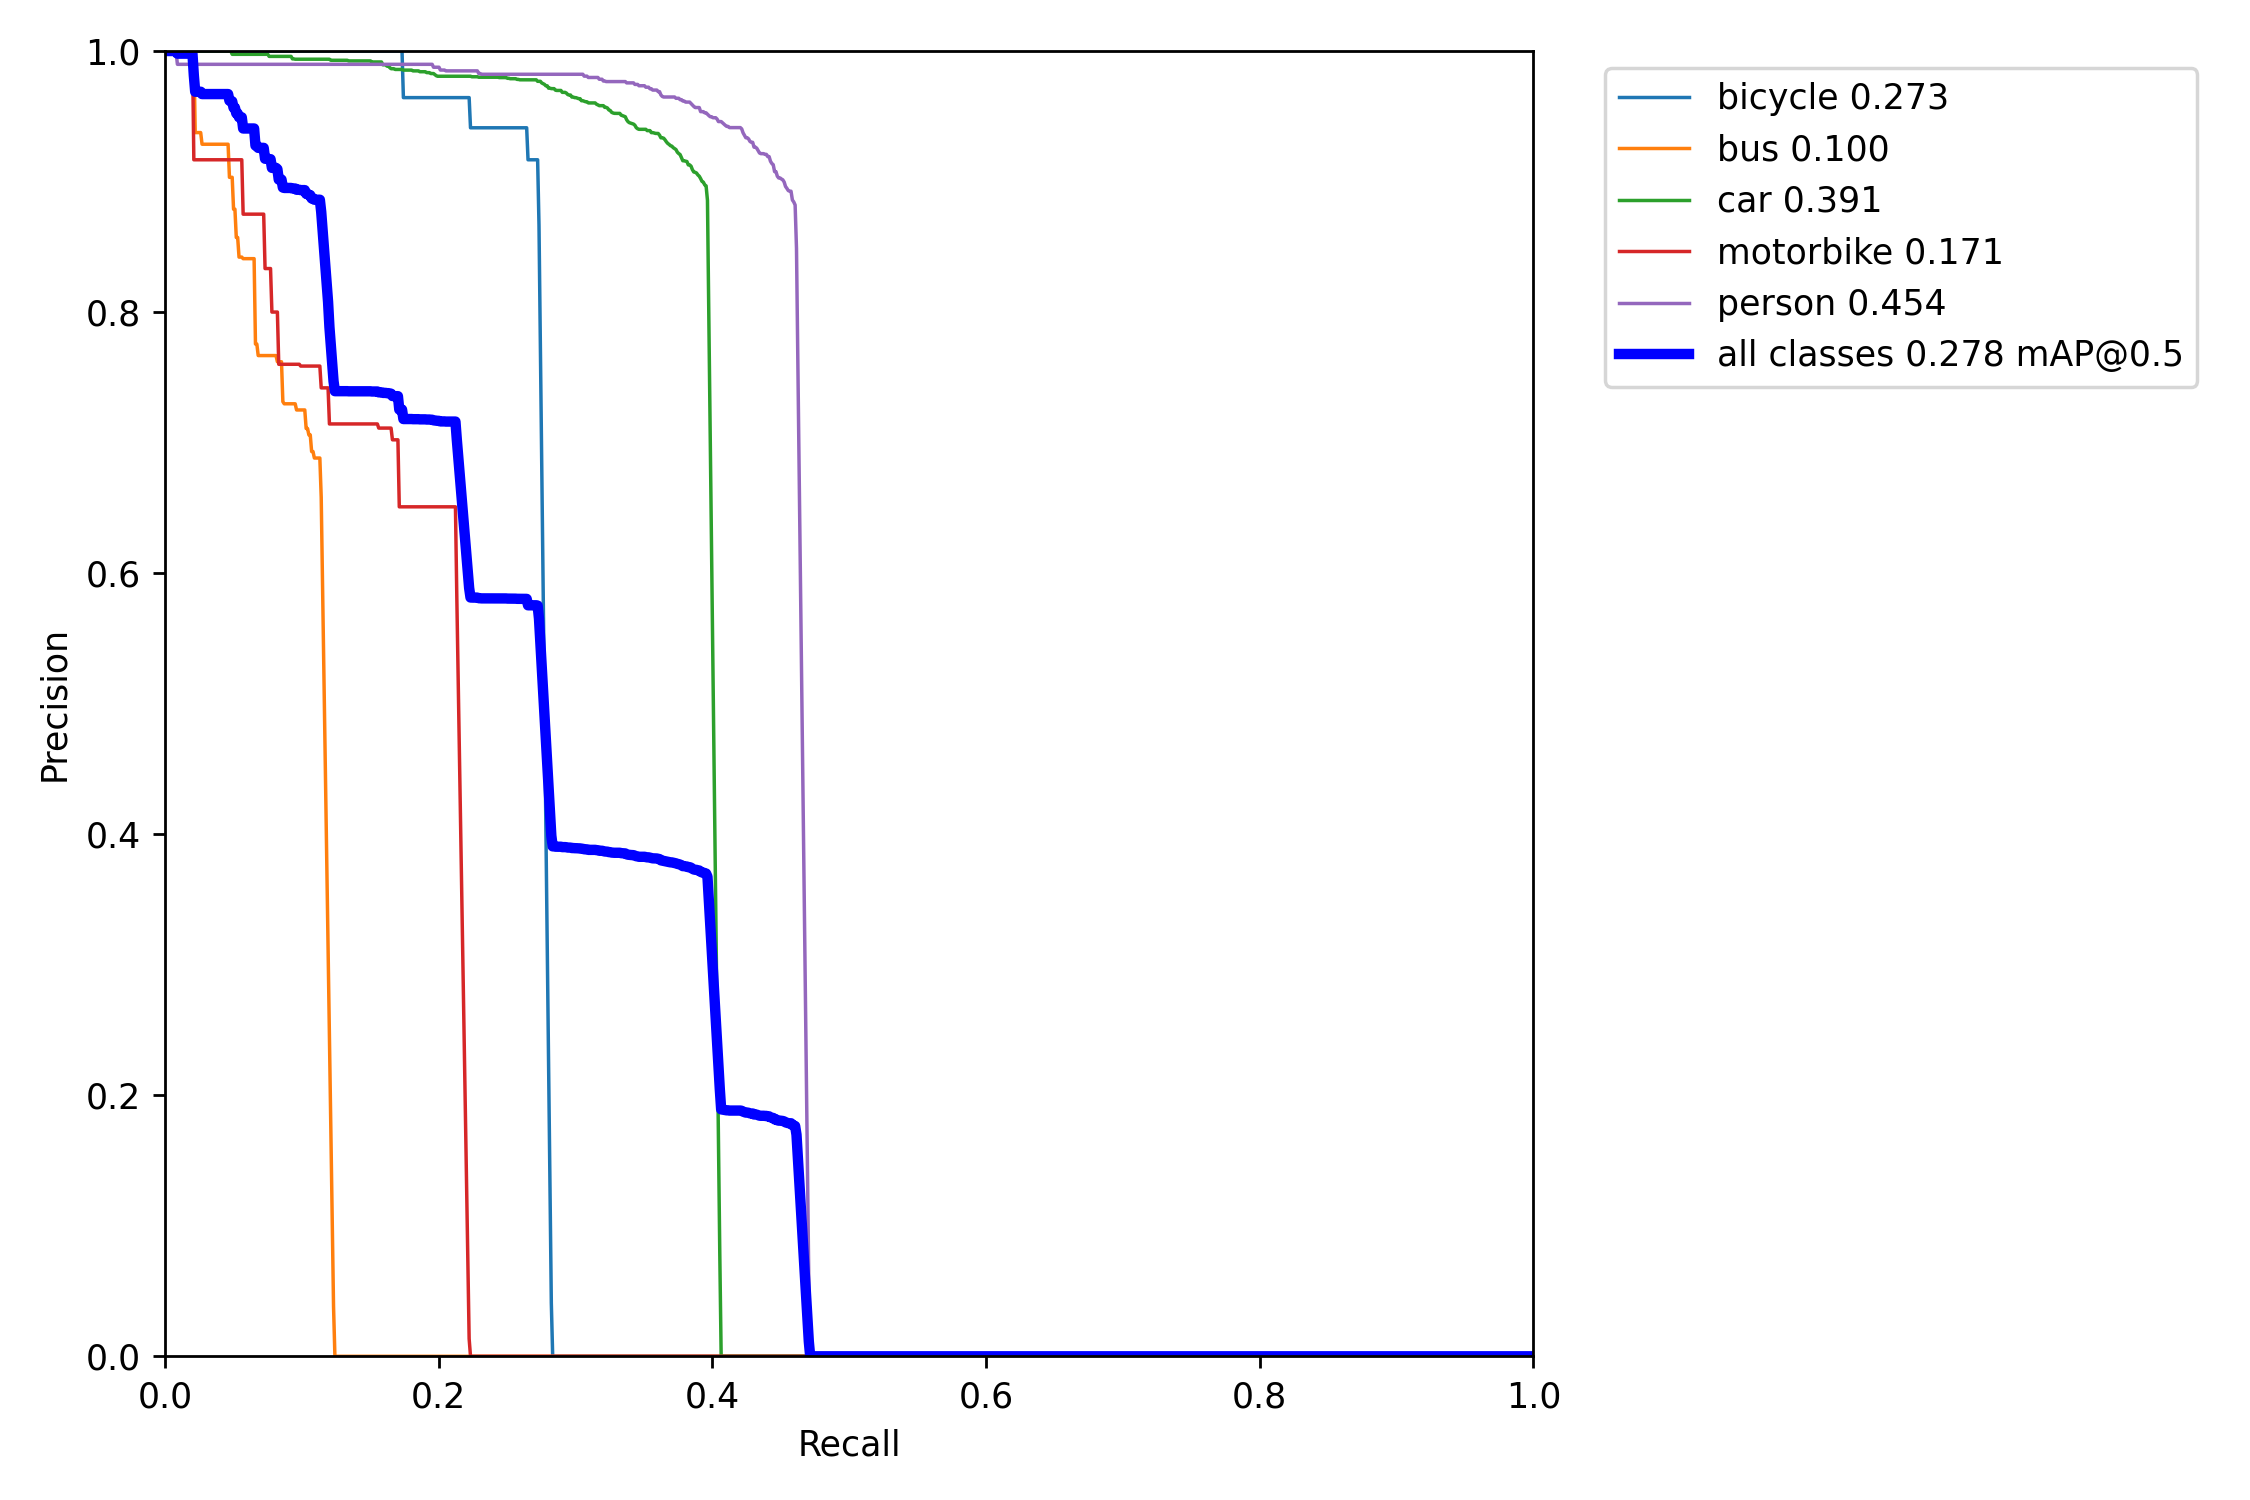 1.0
0.8
0.6
0.4
0.2
0.0
Precision
0.0 0.2 0.4 0.6 0.8 1.0
Recall
bicycle 0.273
bus 0.100
car 0.391
motorbike 0.171
person 0.454
all classes 0.278 mAP@0.5